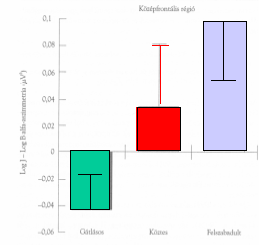 Középfrontális régió
Log J – Log B alfa-aszimmetria (µV²)
0,1
0,08
0,06
0,04
0,02
0
–0,02
–0,04
–0,06
Gátlásos
Közees
Felszabadult